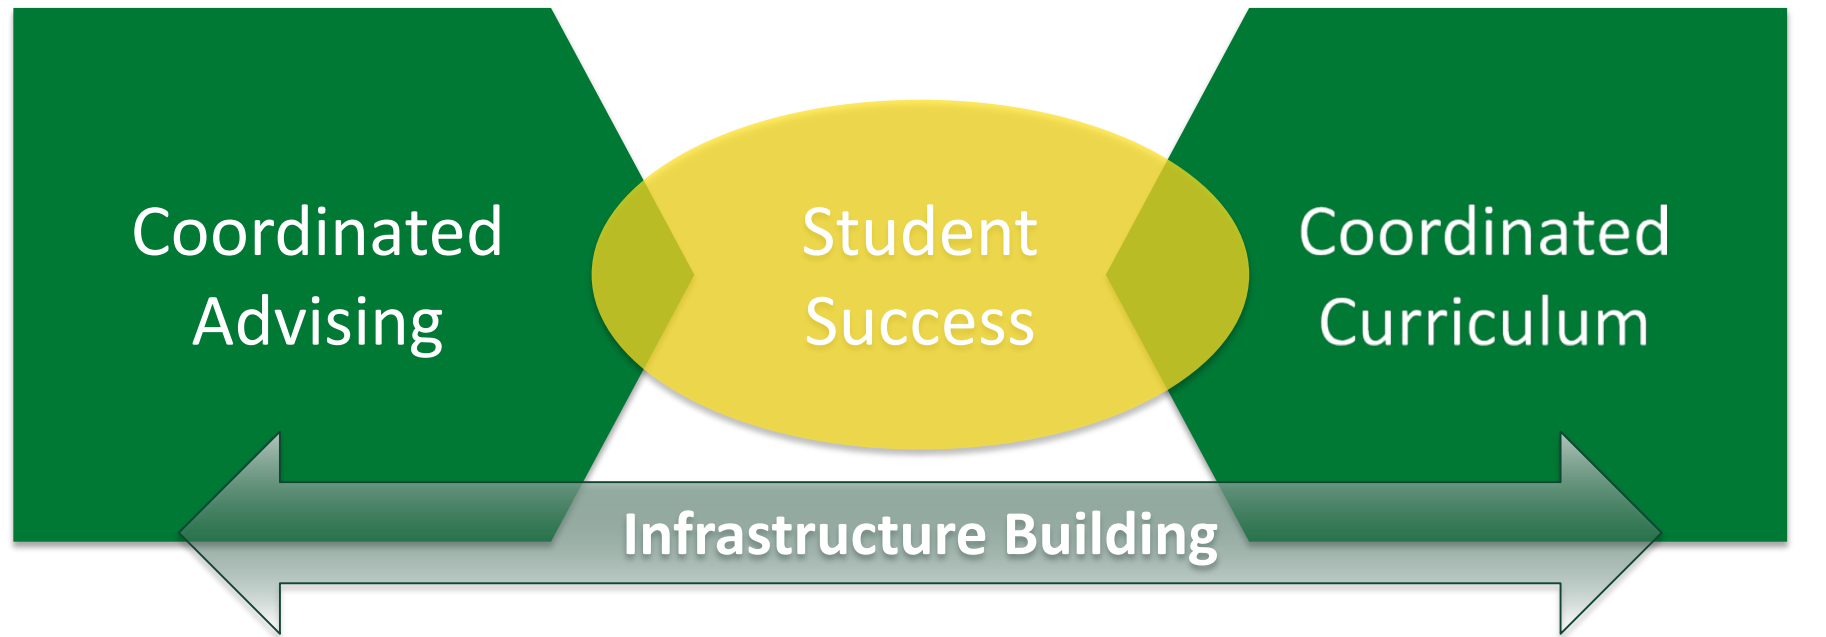 Coordinated
Advising
Student
Success
Coordinated
Curriculum
Infrastructure Building